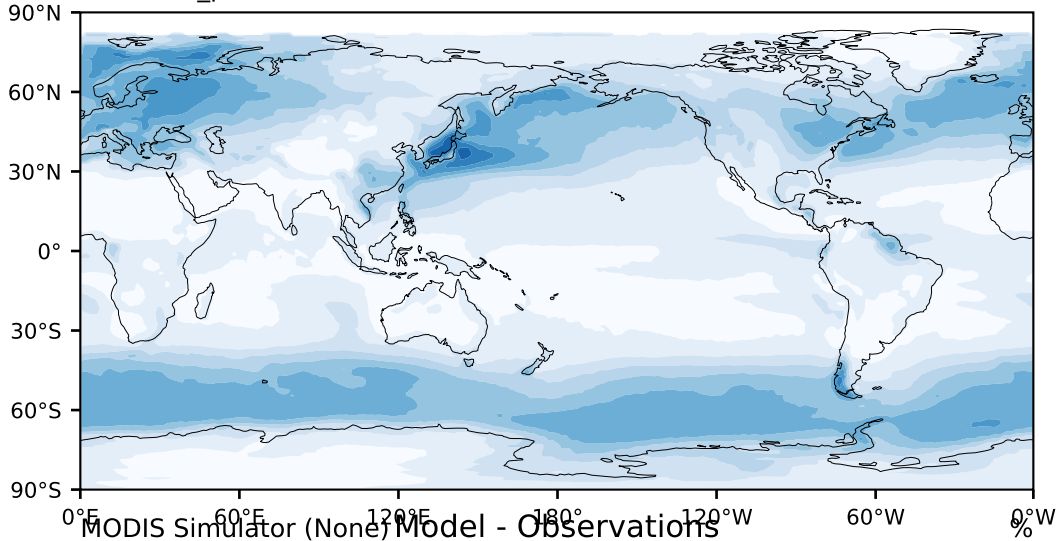 90°N
60°N
30°N
0°
30°S
60°S
90°S
0°E 60°E 120°E 180° 120°W 60°W 0°W
MODIS Simulator (None) Model - Observations %